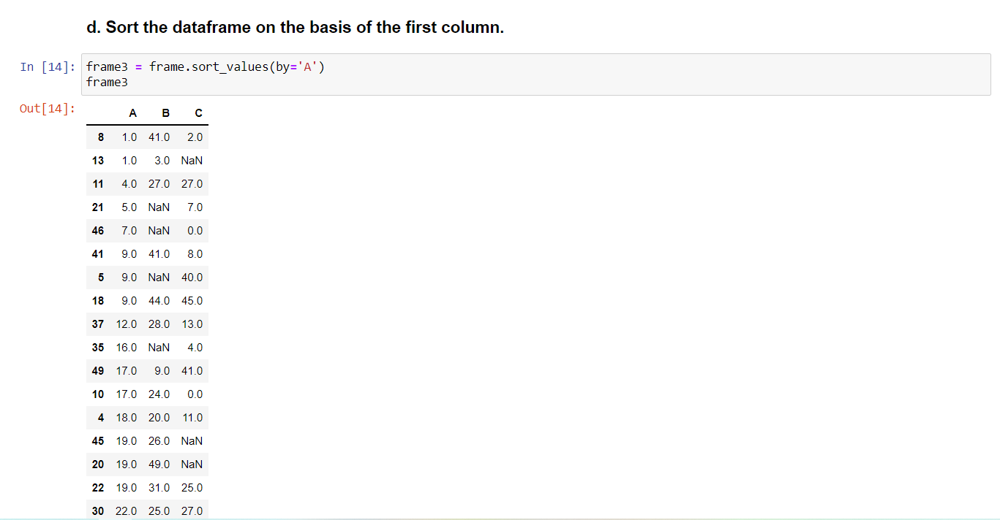 d. Sort the dataframe on the basis of the first column.
In [14]: frame3 = frame.sort_values(by='A')
frame3
Out[14]:
A B C
8 1.0 41.0 2.0
13 1.0 3.0 NaN
11 4.0 27.0 27.0
21 5.0 NaN 7.0
46 7.0 NaN 0.0
41 9.0 41.0 8.0
5 9.0 NaN 40.0
18 9.0 44.0 45.0
37 12.0 28.0 13.0
35 16.0 NaN 4.0
49 17.0 9.0 41.0
10 17.0 24.0 0.0
4 18.0 20.0 11.0
45 19.0 26.0 NaN
20 19.0 49.0 NaN
22 19.0 31.0 25.0
30 22.0 25.0 27.0